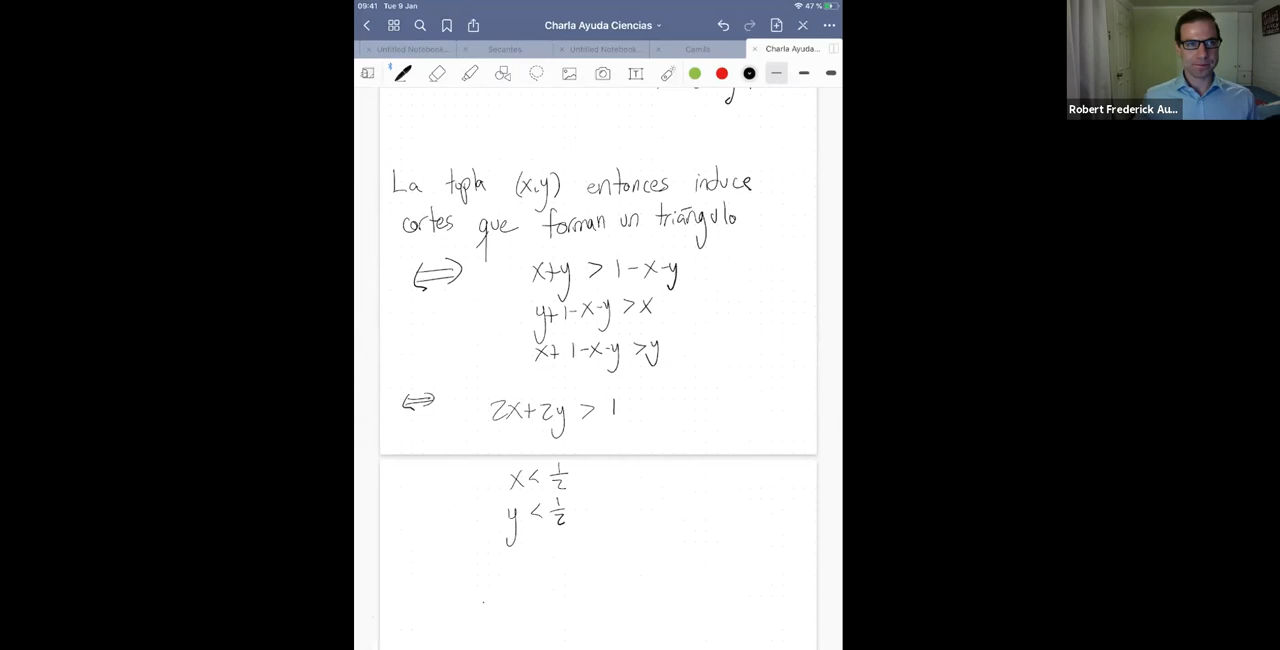 09:41 Tue 9 Jan
47 %
Charla Ayuda Ciencias
Untitled Notebook...
Secantes
Untitled Notebook...
Camila
Charla Ayuda...
La tupla (x,y) entonces induce
cortes que forman un triángulo
⟺ x+y > 1-x-y
y+1-x-y > x
x+1-x-y > y
⟺ 2x+2y > 1
x < 1/2
y < 1/2
Robert Frederick Au...